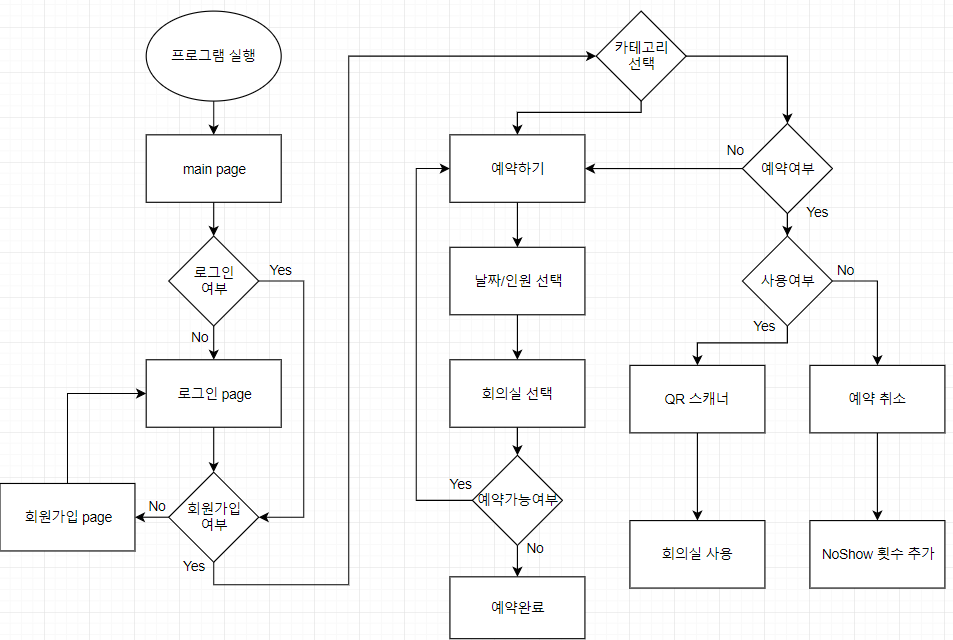 프로그램 실행
main page
로그인
여부
Yes
No
로그인 page
회원가입
여부
No
회원가입 page
Yes
카테고리
선택
예약하기
날짜/인원 선택
회의실 선택
예약가능여부
Yes
No
예약완료
예약여부
No
Yes
사용여부
No
Yes
QR 스캐너
예약 취소
회의실 사용
NoShow 횟수 추가